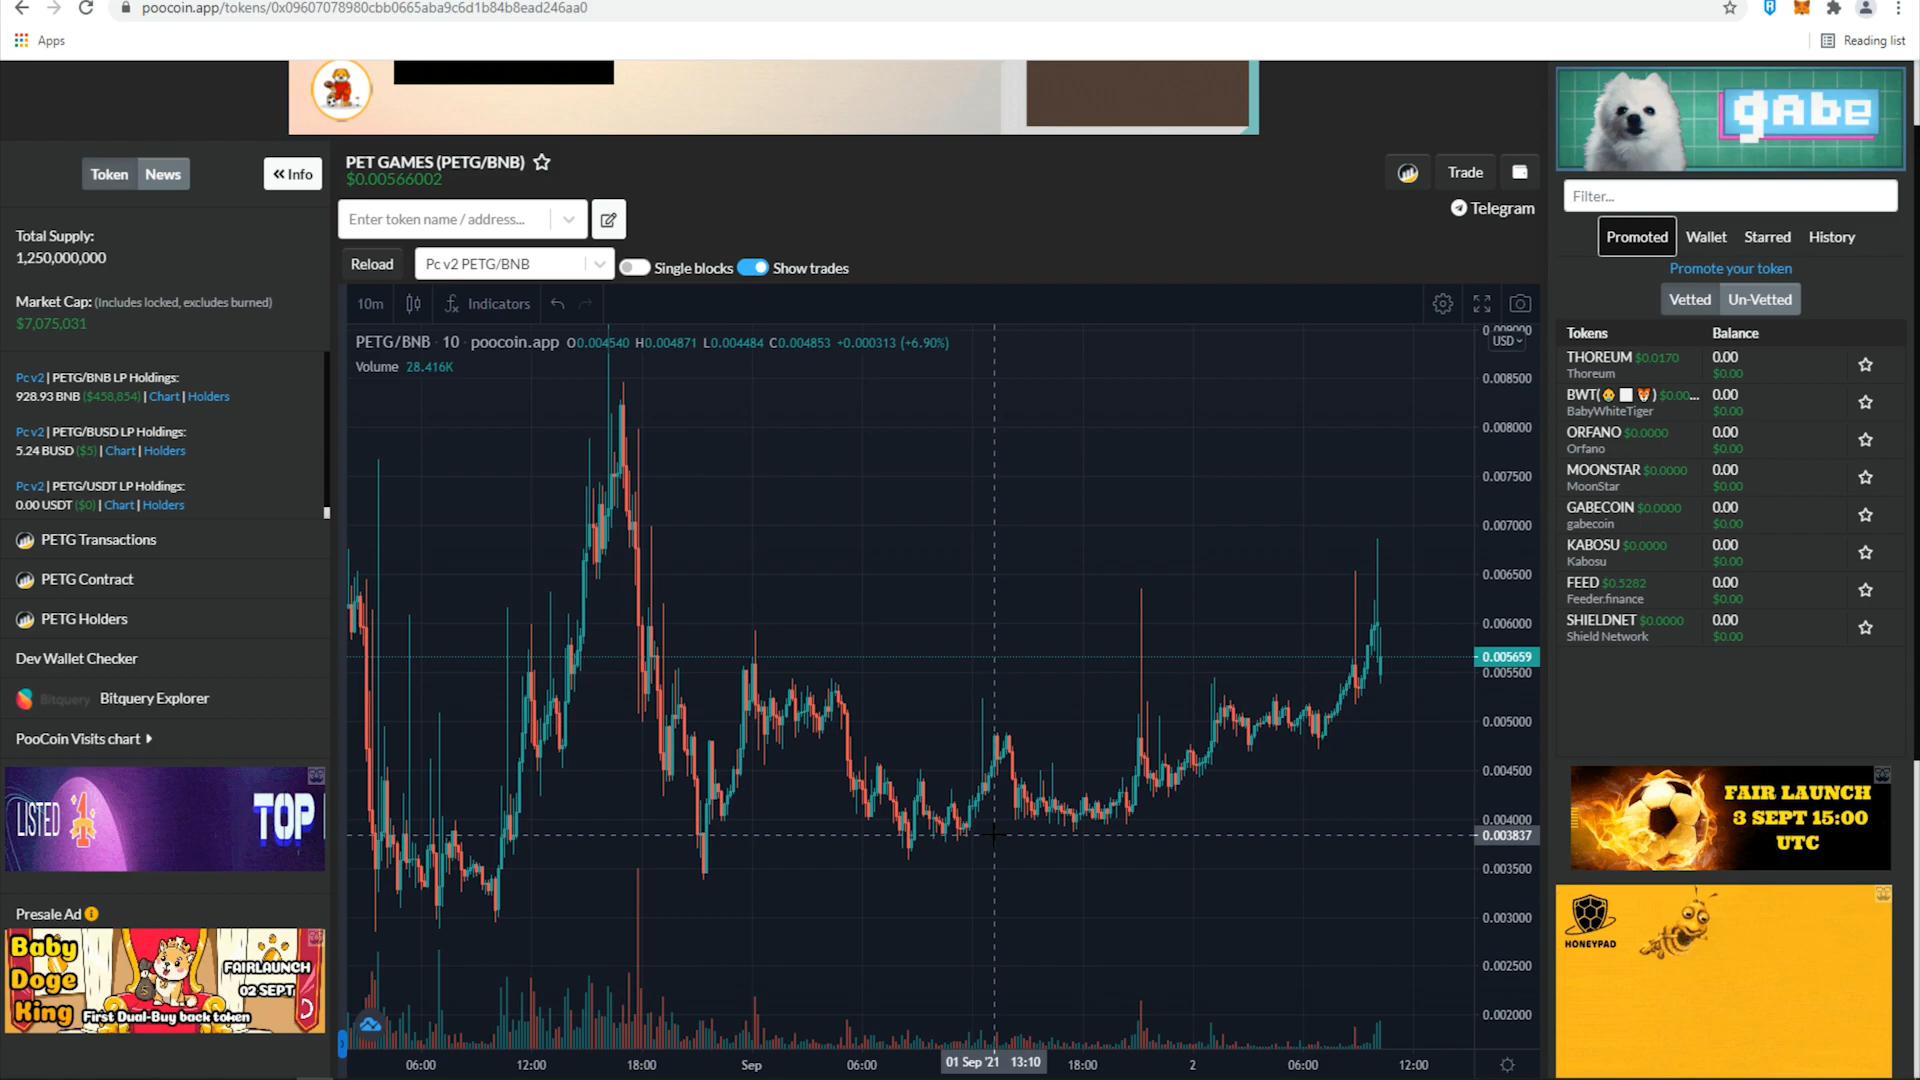 poocoin.app/tokens/0x09607078980cbb0665aba9c6d1b84b8ead246aa0
Apps
Reading list
gabe
Token News
Info
PET GAMES (PETG/BNB)
$0.00566002
Trade
Telegram
Filter...
Enter token name / address...
Promoted Wallet Starred History
Total Supply:
1,250,000,000
Reload
Pc v2 PETG/BNB
Single blocks
Show trades
Promote your token
Vetted Un-Vetted
Market Cap: (Includes locked, excludes burned)
$7,075,031
10m
Indicators
PETG/BNB · 10 · poocoin.app O0.004540 H0.004871 L0.004484 C0.004853 +0.000313 (+6.90%)
Volume 28.416K
0.009000
USD
0.008500
0.008000
0.007500
0.007000
0.006500
0.006000
0.005659
0.005500
0.005000
0.004500
0.004000
0.003837
0.003500
0.003000
0.002500
0.002000
06:00
12:00
18:00
Sep
06:00
01 Sep '21 13:10
18:00
2
06:00
12:00
Pc v2 | PETG/BNB LP Holdings:
928.93 BNB ($458,854) | Chart | Holders
Pc v2 | PETG/BUSD LP Holdings:
5.24 BUSD ($5) | Chart | Holders
Pc v2 | PETG/USDT LP Holdings:
0.00 USDT ($0) | Chart | Holders
PETG Transactions
PETG Contract
PETG Holders
Dev Wallet Checker
Bitquery
Bitquery Explorer
PooCoin Visits chart
LISTED 1
TOP
Presale Ad
Baby
Doge
King
FAIRLAUNCH
02 SEPT
First Dual-Buy back token
Tokens Balance
THOREUM $0.0170 0.00
Thoreum $0.00
BWT( ) $0.00... 0.00
BabyWhiteTiger $0.00
ORFANO $0.0000 0.00
Orfano $0.00
MOONSTAR $0.0000 0.00
MoonStar $0.00
GABECOIN $0.0000 0.00
gabecoin $0.00
KABOSU $0.0000 0.00
Kabosu $0.00
FEED $0.5282 0.00
Feeder.finance $0.00
SHIELDNET $0.0000 0.00
Shield Network $0.00
FAIR LAUNCH
3 SEPT 15:00
UTC
HONEYPAD